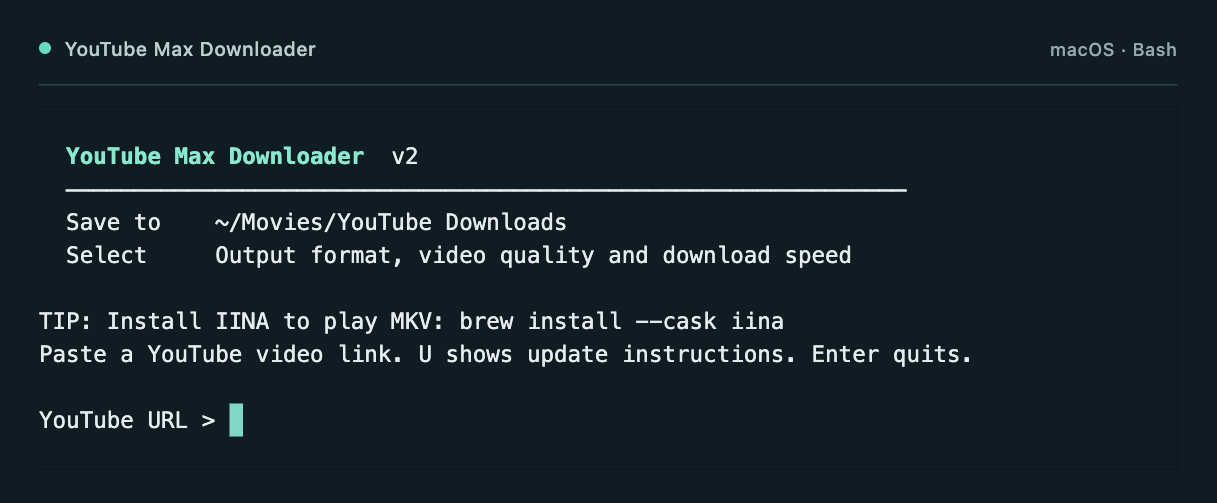 YouTube Max Downloader
macOS · Bash
YouTube Max Downloader v2
Save to ~/Movies/YouTube Downloads
Select Output format, video quality and download speed
TIP: Install IINA to play MKV: brew install --cask iina
Paste a YouTube video link. U shows update instructions. Enter quits.
YouTube URL >